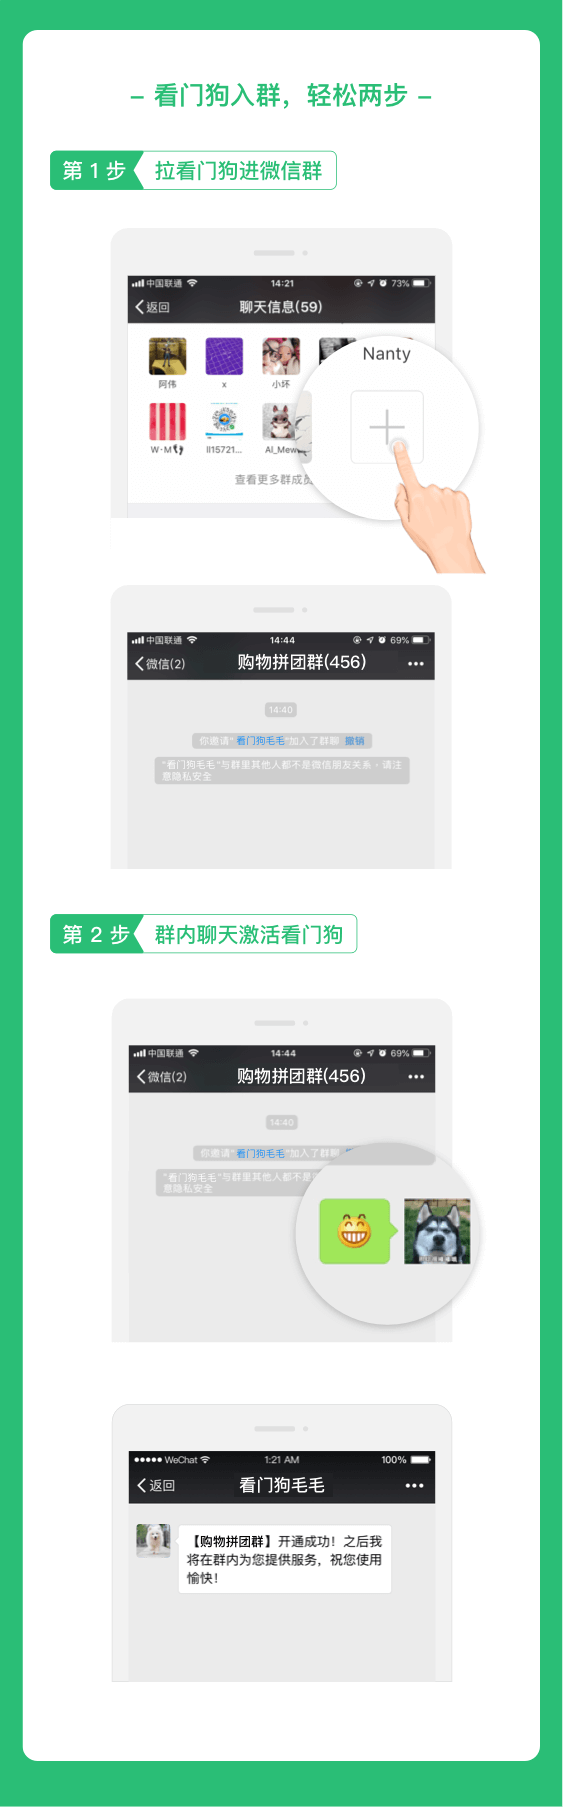 – 看门狗入群，轻松两步 –
第 1 步 拉看门狗进微信群
中国联通 14:21 73%
返回 聊天信息(59)
Nanty
阿伟 x 小环
W·M👣 ll15721... AI_Mew
查看更多群成员
中国联通 14:44 69%
微信(2) 购物拼团群(456)
14:40
你邀请"看门狗毛毛"加入了群聊 撤销
"看门狗毛毛"与群里其他人都不是微信朋友关系，请注
意隐私安全
第 2 步 群内聊天激活看门狗
中国联通 14:44 69%
微信(2) 购物拼团群(456)
14:40
你邀请"看门狗毛毛"加入了群聊
"看门狗毛毛"与群里其他人都不是
意隐私安全
WeChat 1:21 AM 100%
返回 看门狗毛毛
【购物拼团群】开通成功！之后我
将在群内为您提供服务，祝您使用
愉快！